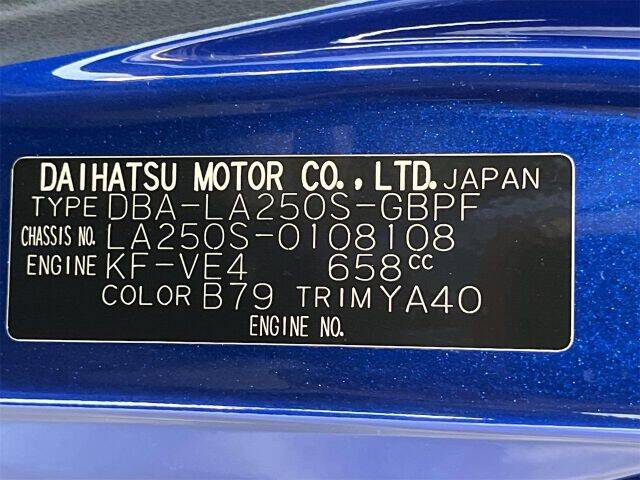 DAIHATSU MOTOR CO.,LTD. JAPAN
TYPE DBA-LA250S-GBPF
CHASSIS NO. LA250S-0108108
ENGINE KF-VE4 658cc
COLOR B79 TRIM YA40
ENGINE NO.